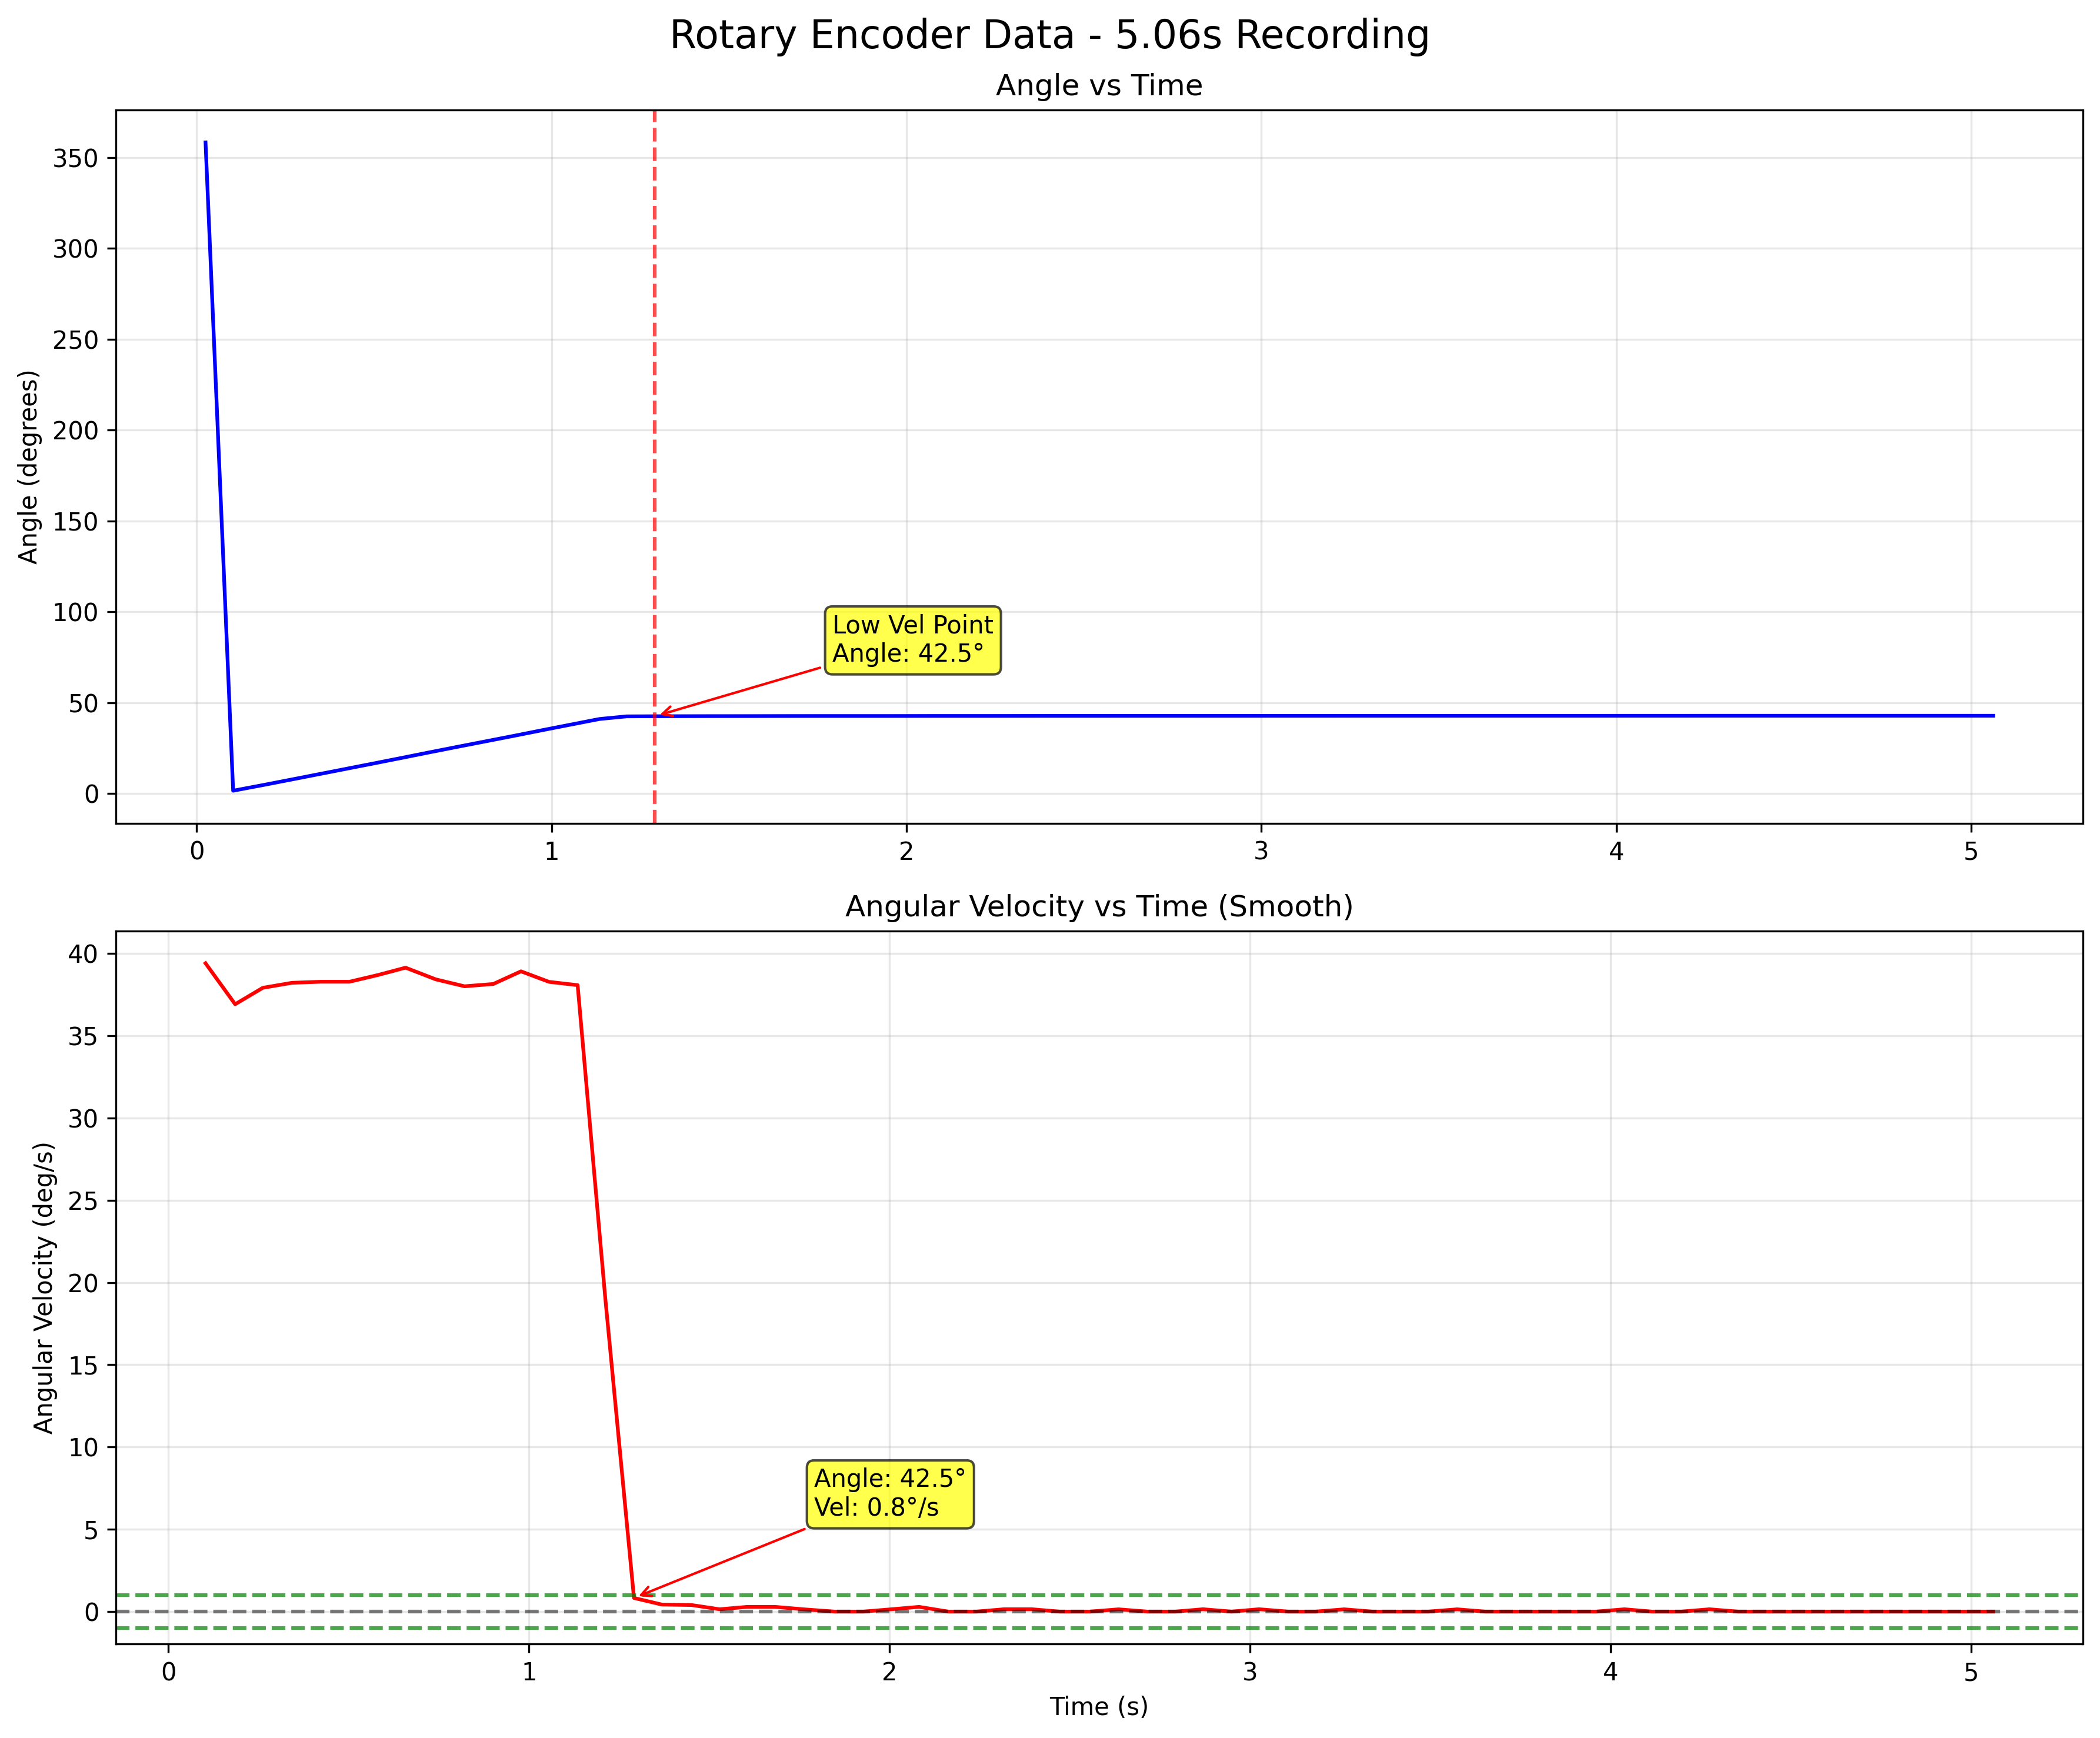 Rotary Encoder Data - 5.06s Recording
Angle vs Time
Angle (degrees)
350
300
250
200
150
100
50
0
Low Vel Point
Angle: 42.5°
0 1 2 3 4 5
Angular Velocity vs Time (Smooth)
Angular Velocity (deg/s)
40
35
30
25
20
15
10
5
0
Angle: 42.5°
Vel: 0.8°/s
0 1 2 3 4 5
Time (s)